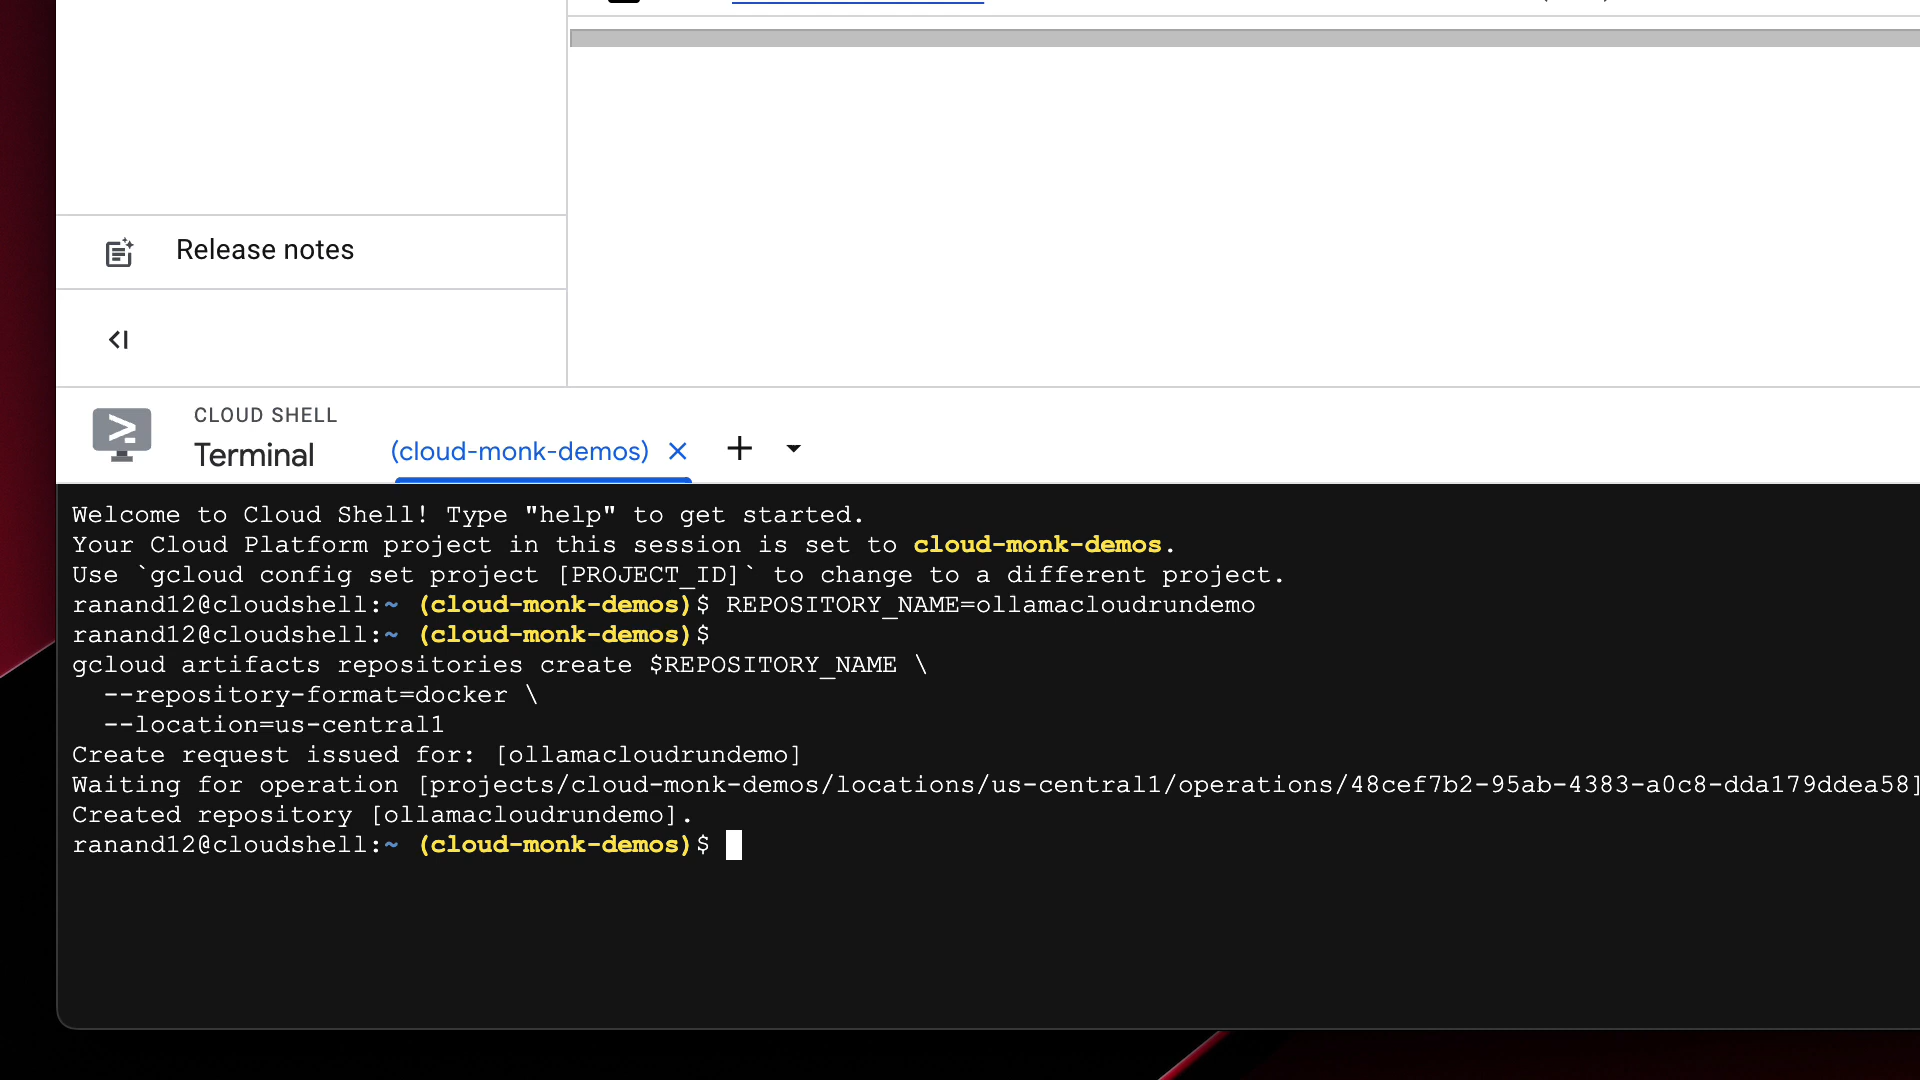 Release notes
CLOUD SHELL
Terminal
(cloud-monk-demos)
Welcome to Cloud Shell! Type "help" to get started.
Your Cloud Platform project in this session is set to cloud-monk-demos.
Use `gcloud config set project [PROJECT_ID]` to change to a different project.
ranand12@cloudshell:~ (cloud-monk-demos)$ REPOSITORY_NAME=ollamacloudrundemo
ranand12@cloudshell:~ (cloud-monk-demos)$
gcloud artifacts repositories create $REPOSITORY_NAME \
--repository-format=docker \
--location=us-central1
Create request issued for: [ollamacloudrundemo]
Waiting for operation [projects/cloud-monk-demos/locations/us-central1/operations/48cef7b2-95ab-4383-a0c8-dda179ddea58]
Created repository [ollamacloudrundemo].
ranand12@cloudshell:~ (cloud-monk-demos)$